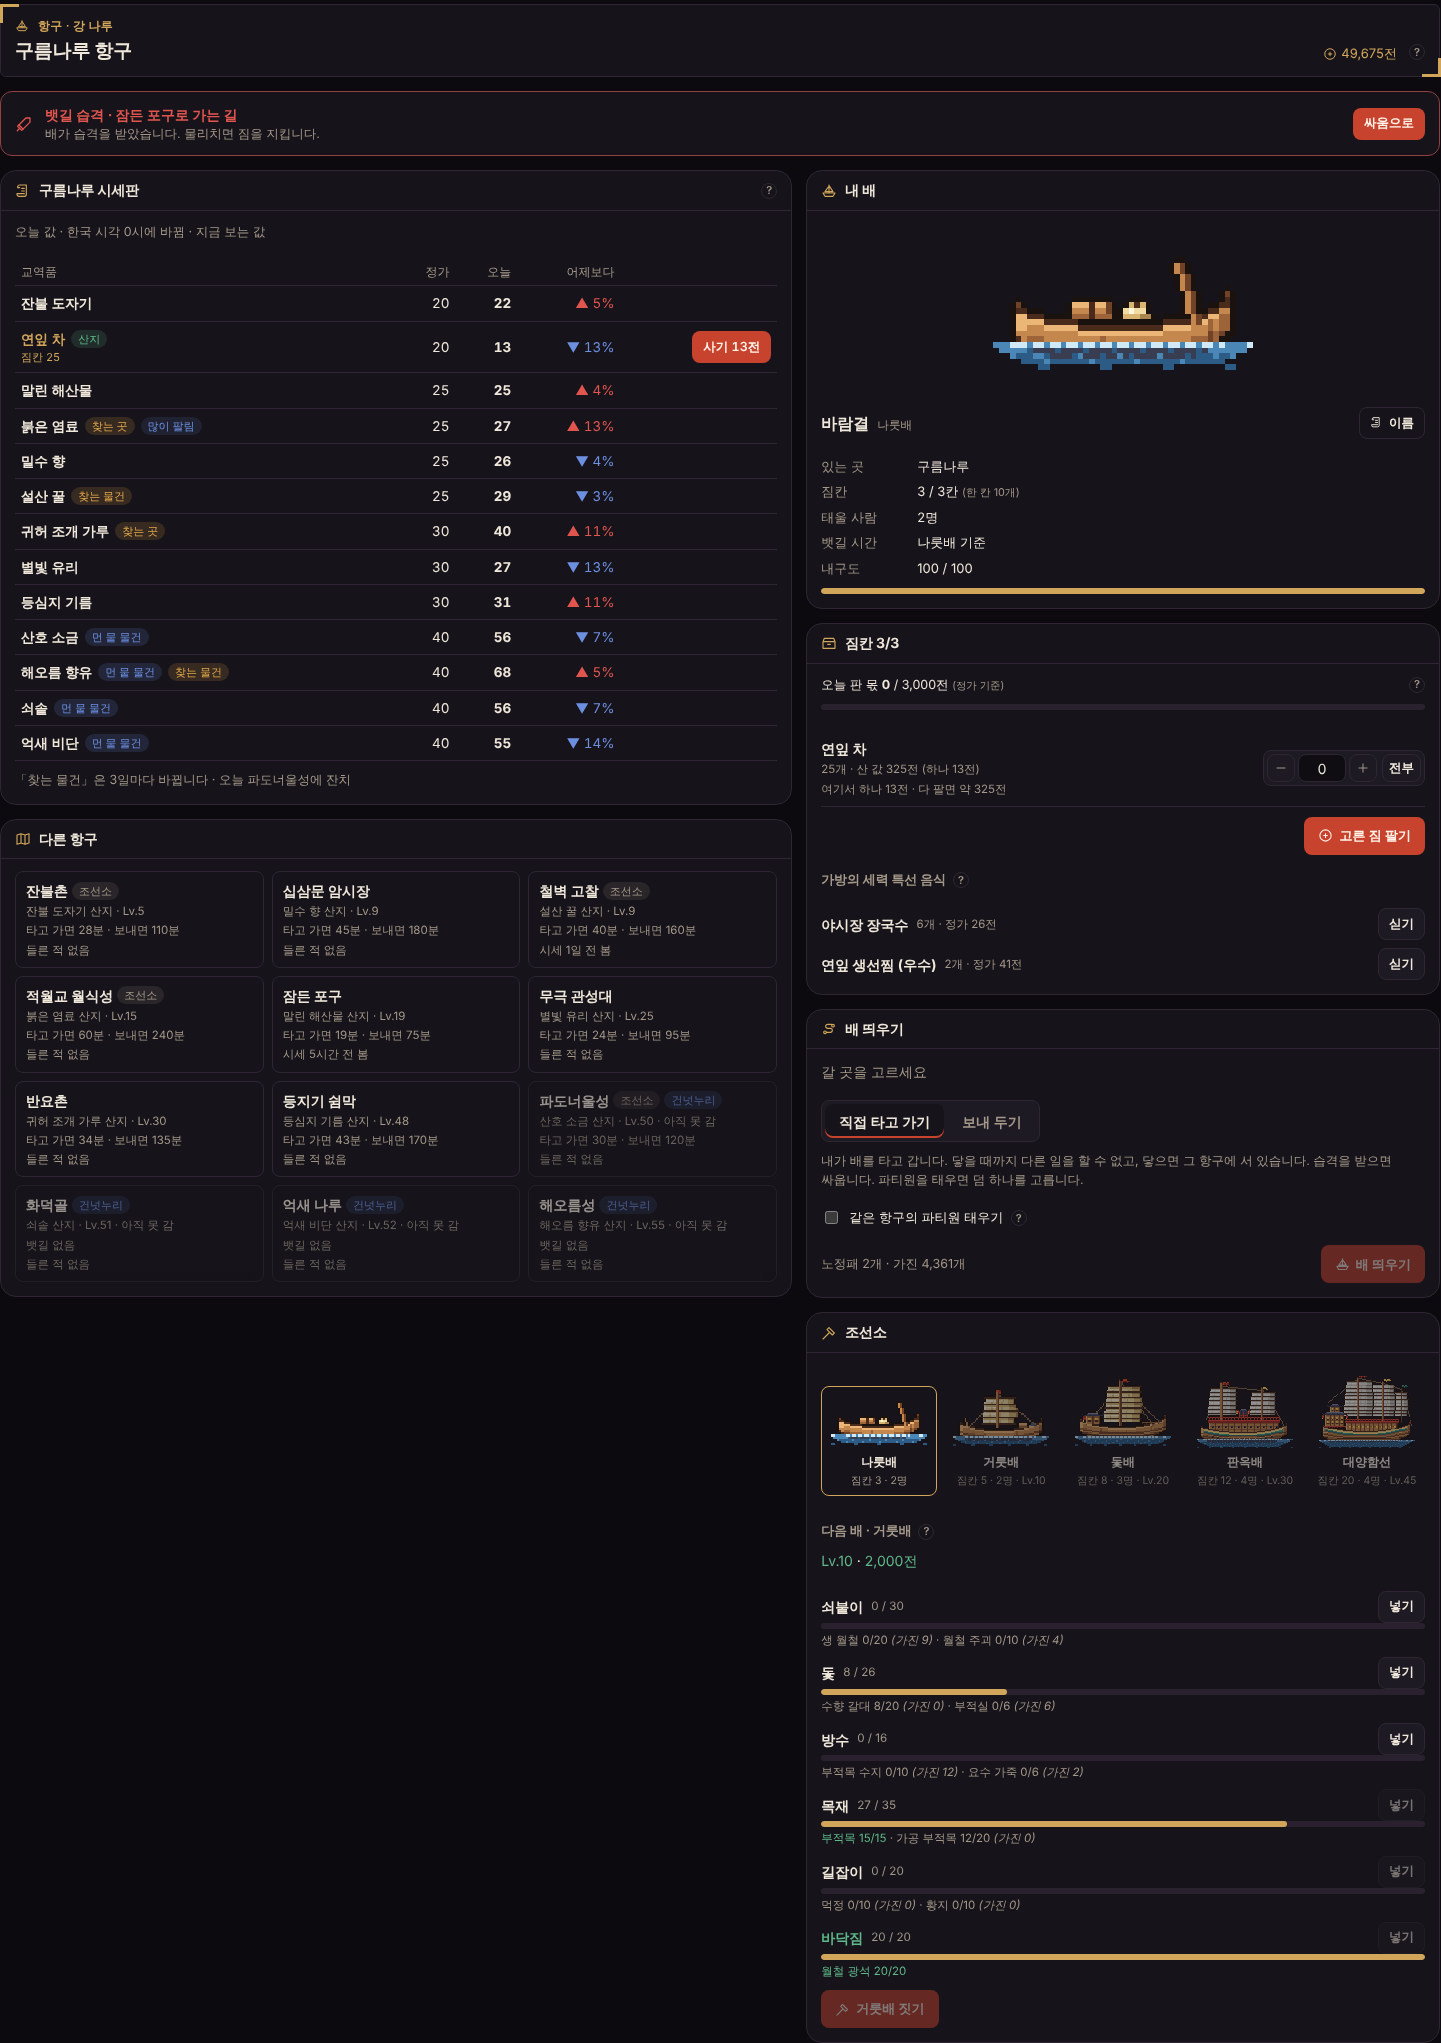 항구 · 강 나루
구름나루 항구
49,675전 ?
뱃길 습격 · 잠든 포구로 가는 길
배가 습격을 받았습니다. 물리치면 짐을 지킵니다.
싸움으로
구름나루 시세판 ?
오늘 값 · 한국 시각 0시에 바뀜 · 지금 보는 값
교역품 정가 오늘 어제보다
잔불 도자기 20 22 ▲ 5%
연잎 차 산지 20 13 ▼ 13% 사기 13전
짐칸 25
말린 해산물 25 25 ▲ 4%
붉은 염료 찾는 곳 많이 팔림 25 27 ▲ 13%
밀수 향 25 26 ▼ 4%
설산 꿀 찾는 물건 25 29 ▼ 3%
귀허 조개 가루 찾는 곳 30 40 ▲ 11%
별빛 유리 30 27 ▼ 13%
등심지 기름 30 31 ▲ 11%
산호 소금 먼 뭍 물건 40 56 ▼ 7%
해오름 향유 먼 뭍 물건 찾는 물건 40 68 ▲ 5%
쇠솥 먼 뭍 물건 40 56 ▼ 7%
억새 비단 먼 뭍 물건 40 55 ▼ 14%
「찾는 물건」은 3일마다 바뀝니다 · 오늘 파도너울성에 잔치
다른 항구
잔불촌 조선소
잔불 도자기 산지 · Lv.5
타고 가면 28분 · 보내면 110분
들른 적 없음
십삼문 암시장
밀수 향 산지 · Lv.9
타고 가면 45분 · 보내면 180분
들른 적 없음
철벽 고찰 조선소
설산 꿀 산지 · Lv.9
타고 가면 40분 · 보내면 160분
시세 1일 전 봄
적월교 월식성 조선소
붉은 염료 산지 · Lv.15
타고 가면 60분 · 보내면 240분
들른 적 없음
잠든 포구
말린 해산물 산지 · Lv.19
타고 가면 19분 · 보내면 75분
시세 5시간 전 봄
무극 관성대
별빛 유리 산지 · Lv.25
타고 가면 24분 · 보내면 95분
들른 적 없음
반요촌
귀허 조개 가루 산지 · Lv.30
타고 가면 34분 · 보내면 135분
들른 적 없음
등지기 쉼막
등심지 기름 산지 · Lv.48
타고 가면 43분 · 보내면 170분
들른 적 없음
파도너울성 조선소 건넛누리
산호 소금 산지 · Lv.50 · 아직 못 감
타고 가면 30분 · 보내면 120분
들른 적 없음
화덕골 건넛누리
쇠솥 산지 · Lv.51 · 아직 못 감
뱃길 없음
들른 적 없음
억새 나루 건넛누리
억새 비단 산지 · Lv.52 · 아직 못 감
뱃길 없음
들른 적 없음
해오름성 건넛누리
해오름 향유 산지 · Lv.55 · 아직 못 감
뱃길 없음
들른 적 없음
내 배
바람결 나룻배 이름
있는 곳 구름나루
짐칸 3 / 3칸 (한 칸 10개)
태울 사람 2명
뱃길 시간 나룻배 기준
내구도 100 / 100
짐칸 3/3
오늘 판 몫 0 / 3,000전 (정가 기준) ?
연잎 차
25개 · 산 값 325전 (하나 13전)
여기서 하나 13전 · 다 팔면 약 325전
− 0 + 전부
고른 짐 팔기
가방의 세력 특선 음식 ?
야시장 장국수 6개 · 정가 26전 싣기
연잎 생선찜 (우수) 2개 · 정가 41전 싣기
배 띄우기
갈 곳을 고르세요
직접 타고 가기 보내 두기
내가 배를 타고 갑니다. 닿을 때까지 다른 일을 할 수 없고, 닿으면 그 항구에 서 있습니다. 습격을 받으면
싸웁니다. 파티원을 태우면 덤 하나를 고릅니다.
같은 항구의 파티원 태우기 ?
노정패 2개 · 가진 4,361개 배 띄우기
조선소
나룻배
짐칸 3 · 2명
거룻배
짐칸 5 · 2명 · Lv.10
돛배
짐칸 8 · 3명 · Lv.20
판옥배
짐칸 12 · 4명 · Lv.30
대양함선
짐칸 20 · 4명 · Lv.45
다음 배 · 거룻배 ?
Lv.10 · 2,000전
쇠붙이 0 / 30 넣기
생 월철 0/20 (가진 9) · 월철 주괴 0/10 (가진 4)
돛 8 / 26 넣기
수향 갈대 8/20 (가진 0) · 부적실 0/6 (가진 6)
방수 0 / 16 넣기
부적목 수지 0/10 (가진 12) · 요수 가죽 0/6 (가진 2)
목재 27 / 35 넣기
부적목 15/15 · 가공 부적목 12/20 (가진 0)
길잡이 0 / 20 넣기
먹정 0/10 (가진 0) · 황지 0/10 (가진 0)
바닥짐 20 / 20 넣기
월철 광석 20/20
거룻배 짓기